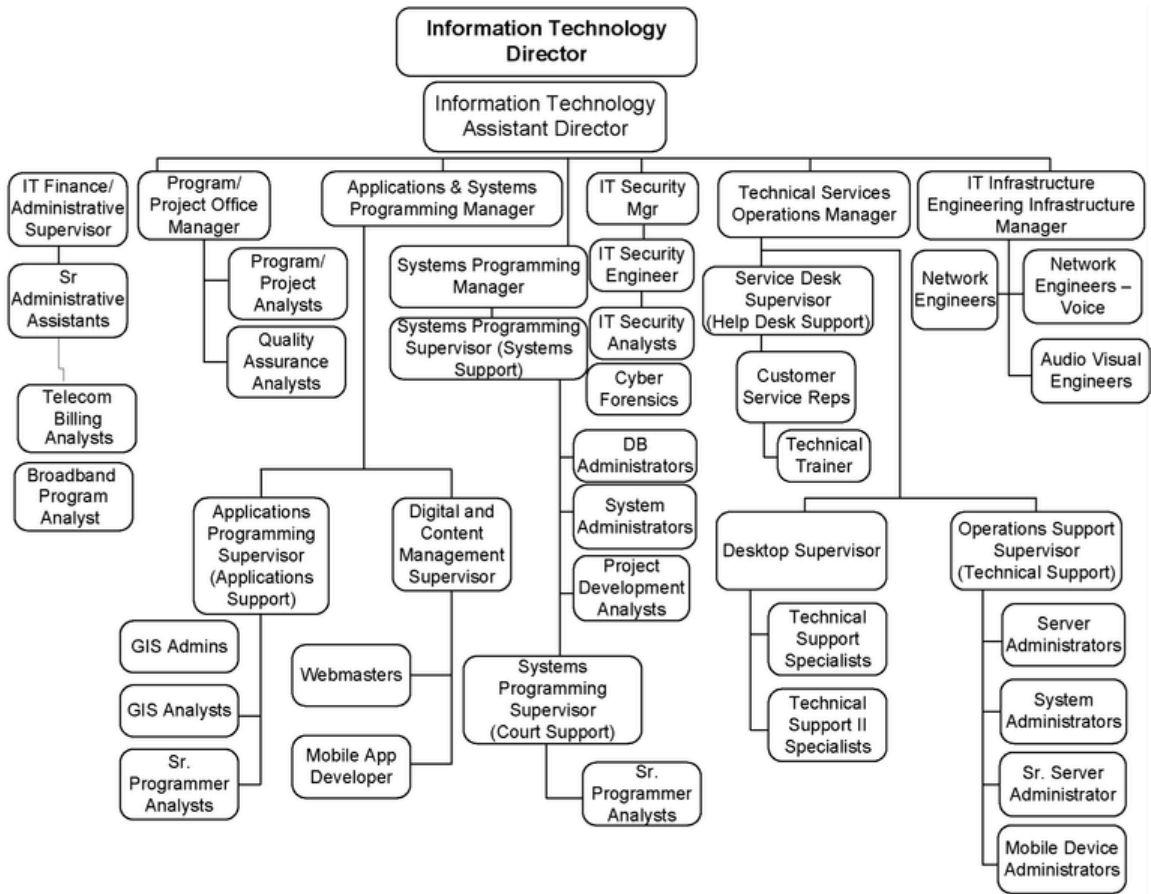 Information Technology
Director
Information Technology
Assistant Director
IT Finance/
Administrative
Supervisor
Program/
Project Office
Manager
Applications & Systems
Programming Manager
IT Security
Mgr
Technical Services
Operations Manager
IT Infrastructure
Engineering Infrastructure
Manager
Sr
Administrative
Assistants
Program/
Project
Analysts
Systems Programming
Manager
IT Security
Engineer
Service Desk
Supervisor
(Help Desk Support)
Network
Engineers
Network
Engineers –
Voice
Quality
Assurance
Analysts
Systems Programming
Supervisor (Systems
Support)
IT Security
Analysts
Cyber
Forensics
Customer
Service Reps
Audio Visual
Engineers
Telecom
Billing
Analysts
Technical
Trainer
Broadband
Program
Analyst
DB
Administrators
System
Administrators
Project
Development
Analysts
Applications
Programming
Supervisor
(Applications
Support)
Digital and
Content
Management
Supervisor
Desktop Supervisor
Operations Support
Supervisor
(Technical Support)
GIS Admins
GIS Analysts
Sr.
Programmer
Analysts
Webmasters
Mobile App
Developer
Systems
Programming
Supervisor
(Court Support)
Sr.
Programmer
Analysts
Technical
Support
Specialists
Technical
Support II
Specialists
Server
Administrators
System
Administrators
Sr. Server
Administrator
Mobile Device
Administrators